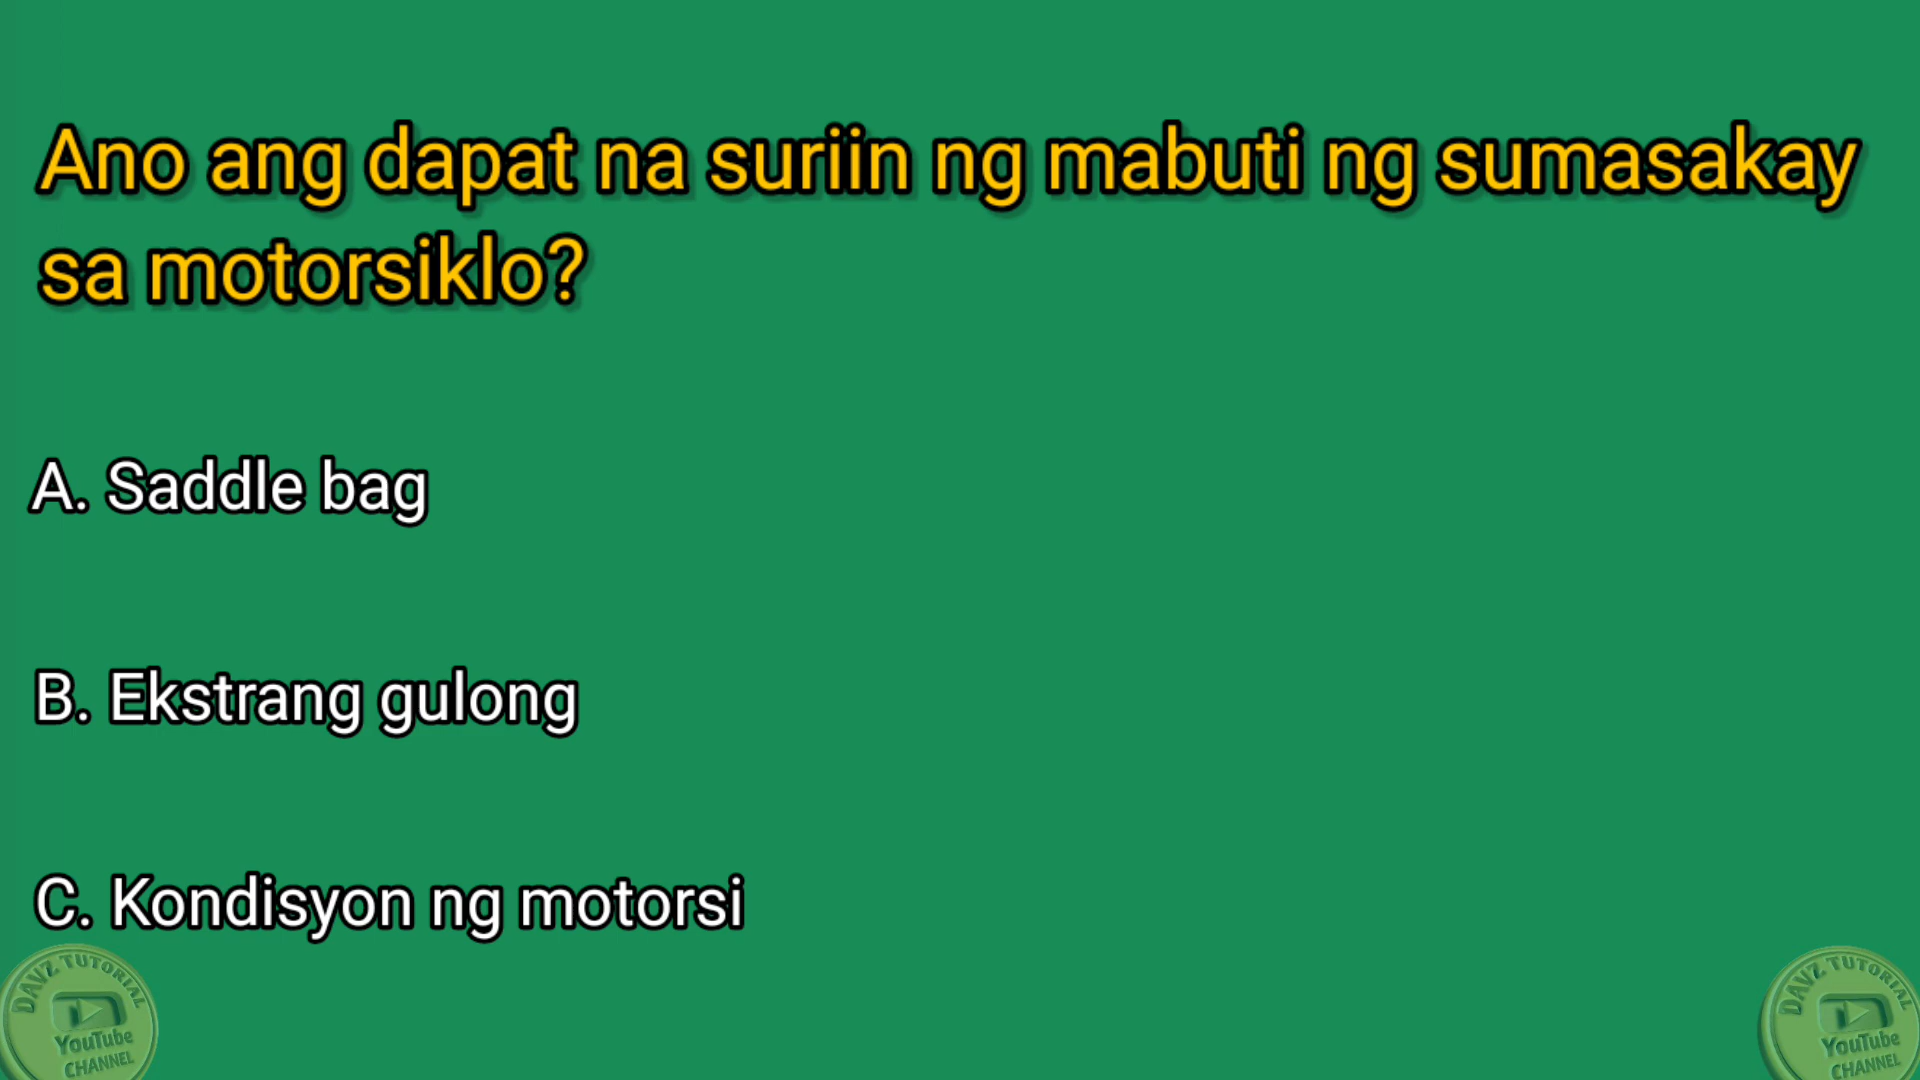 Ano ang dapat na suriin ng mabuti ng sumasakay
sa motorsiklo?
A. Saddle bag
B. Ekstrang gulong
C. Kondisyon ng motorsi
DAVZ TUTORIAL
YouTube
CHANNEL
DAVZ TUTORIAL
YouTube
CHANNEL